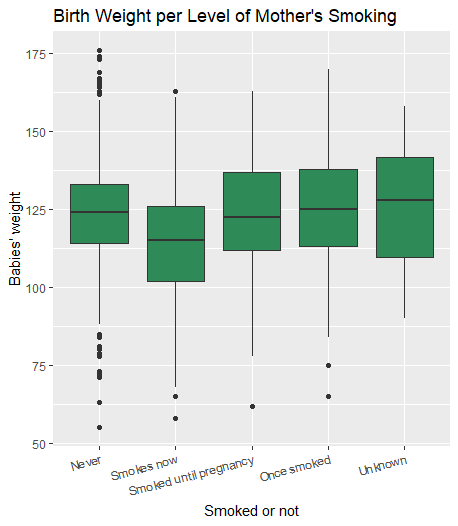 Birth Weight per Level of Mother's Smoking
Babies' weight
175
150
125
100
75
50
Never
Smokes now
Smoked until pregnancy
Once smoked
Unknown
Smoked or not